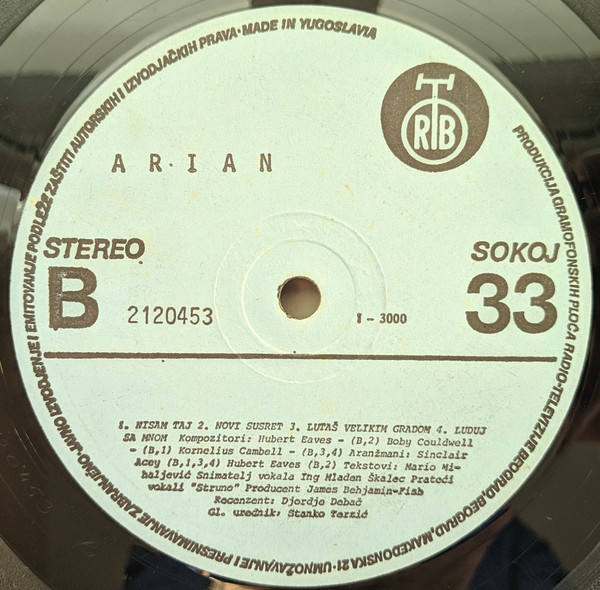 UMNOŽAVANJE I PRESNIMAVANJE ZABRANJENO·JAVNO IZVOĐENJE I EMITOVANJE PODLEŽE ZAŠTITI AUTORSKIH I IZVOĐAČKIH PRAVA·MADE IN YUGOSLAVIA
PRODUKCIJA GRAMOFONSKIH PLOČA RADIO-TELEVIZIJE BEOGRAD, BEOGRAD, MAKEDONSKA 21·
RTB
ARIAN
STEREO
SOKOJ
B
2120453
1-3000
33
1. NISAM TAJ 2. NOVI SUSRET 3. LUTAŠ VELIKIM GRADOM 4. LUDUJ
SA MNOM Kompozitori: Hubert Eaves - (B,2) Boby Couldwell
- (B,1) Kornelius Cambell - (B,3,4) Aranžmani: Sinclair
Acey (B,1,3,4) Hubert Eaves (B,2) Tekstovi: Mario Mi-
haljević Snimatelj vokala Ing Mladen Škalec Prateći
vokali "Strune" Producent James Benjamin-Fish
Recenzent: Djordje Debač
Gl. urednik: Stanko Terzić